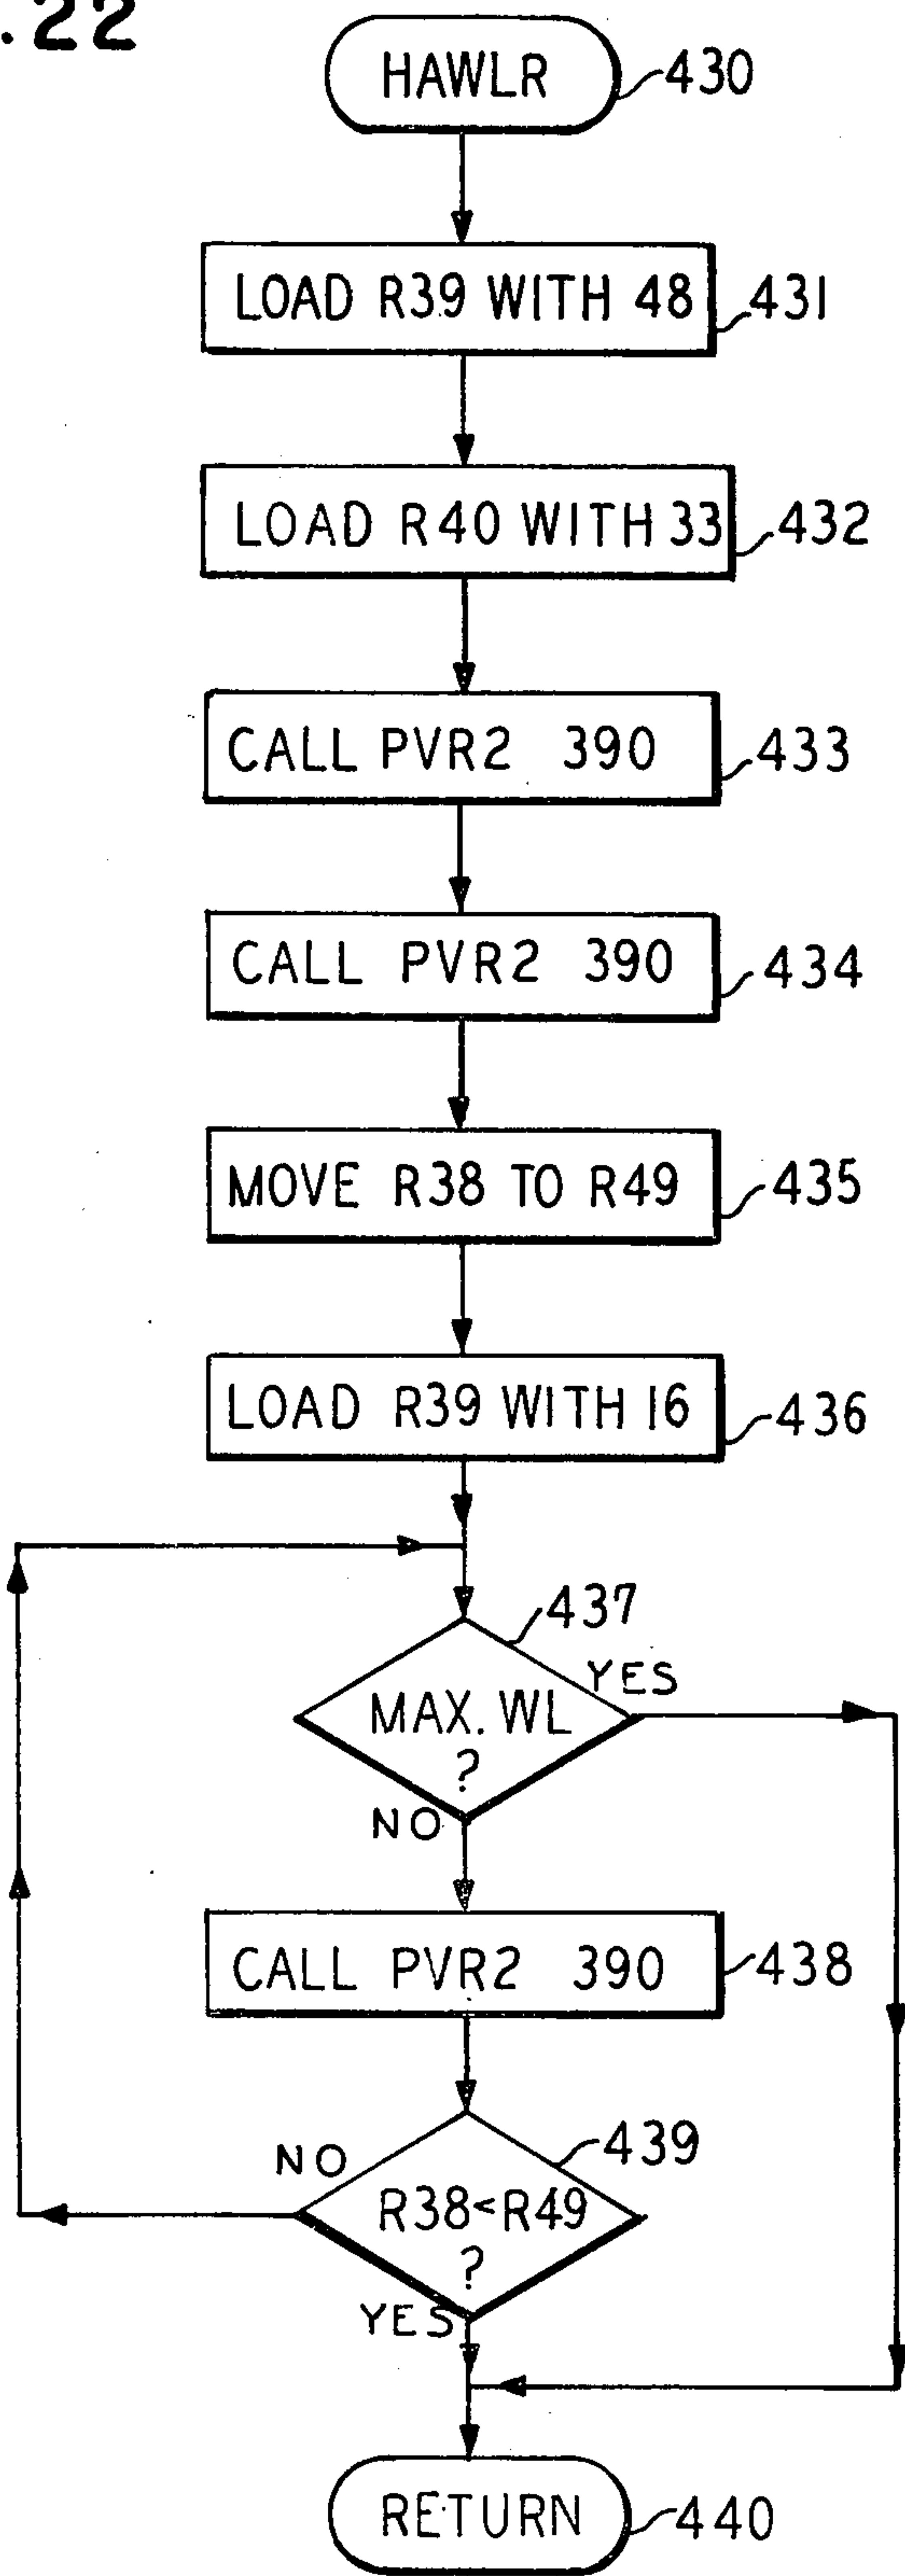 .22
HAWLR 430
LOAD R39 WITH 48 431
LOAD R40 WITH 33 432
CALL PVR2 390 433
CALL PVR2 390 434
MOVE R38 TO R49 435
LOAD R39 WITH 16 436
437
YES
MAX. WL
?
NO
CALL PVR2 390 438
439
NO
R38<R49
?
YES
RETURN 440